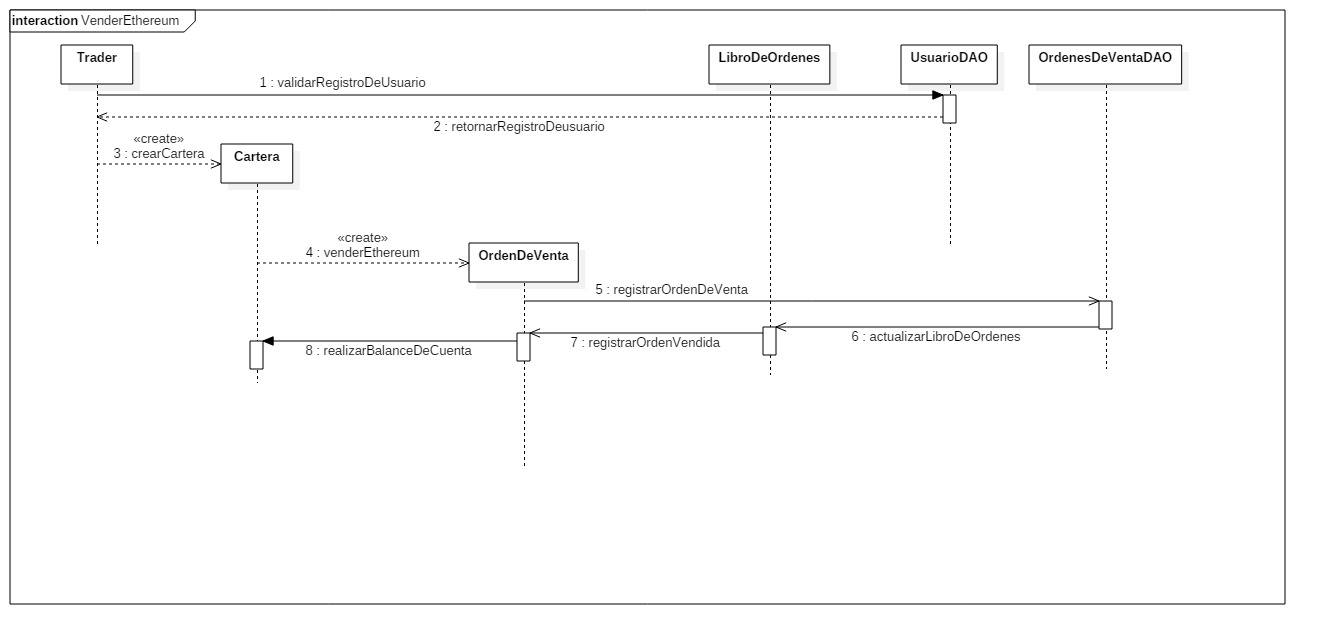 interaction VenderEthereum
Trader
LibroDeOrdenes
UsuarioDAO
OrdenesDeVentaDAO
1 : validarRegistroDeUsuario
2 : retornarRegistroDeusuario
«create»
3 : crearCartera
Cartera
«create»
4 : venderEthereum
OrdenDeVenta
5 : registrarOrdenDeVenta
6 : actualizarLibroDeOrdenes
7 : registrarOrdenVendida
8 : realizarBalanceDeCuenta